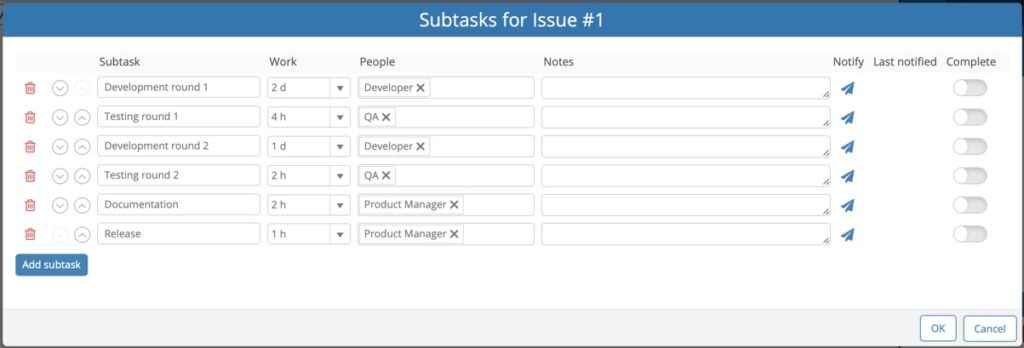 Subtasks for Issue #1
Subtask Work People Notes Notify Last notified Complete
Development round 1 2 d Developer
Testing round 1 4 h QA
Development round 2 1 d Developer
Testing round 2 2 h QA
Documentation 2 h Product Manager
Release 1 h Product Manager
Add subtask
OK Cancel